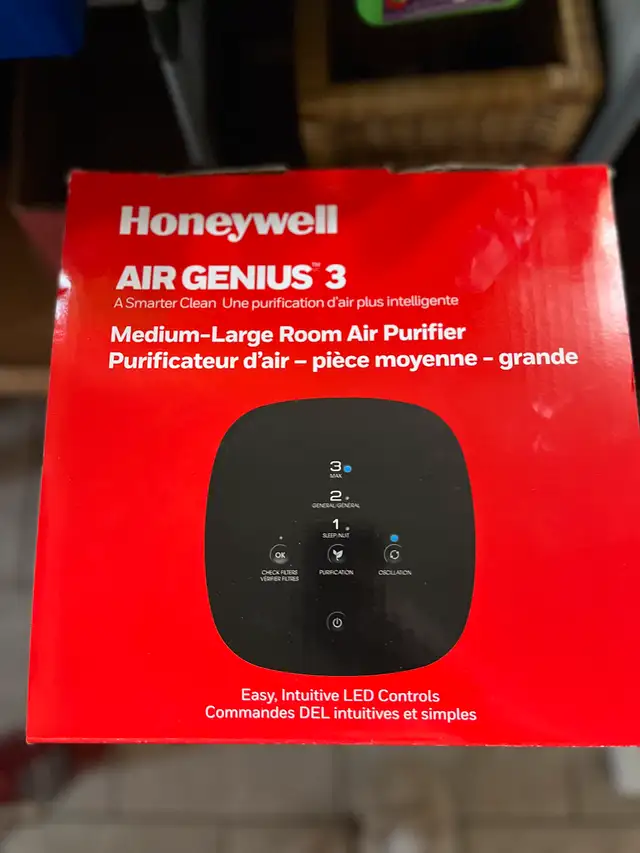 Honeywell
AIR GENIUS™ 3
A Smarter Clean Une purification d'air plus intelligente
Medium-Large Room Air Purifier
Purificateur d'air – pièce moyenne - grande
3
MAX
2
GENERAL/GÉNÉRAL
1
SLEEP/NUIT
OK
CHECK FILTERS
VÉRIFIER FILTRES
PURIFICATION
OSCILLATION
Easy, Intuitive LED Controls
Commandes DEL intuitives et simples